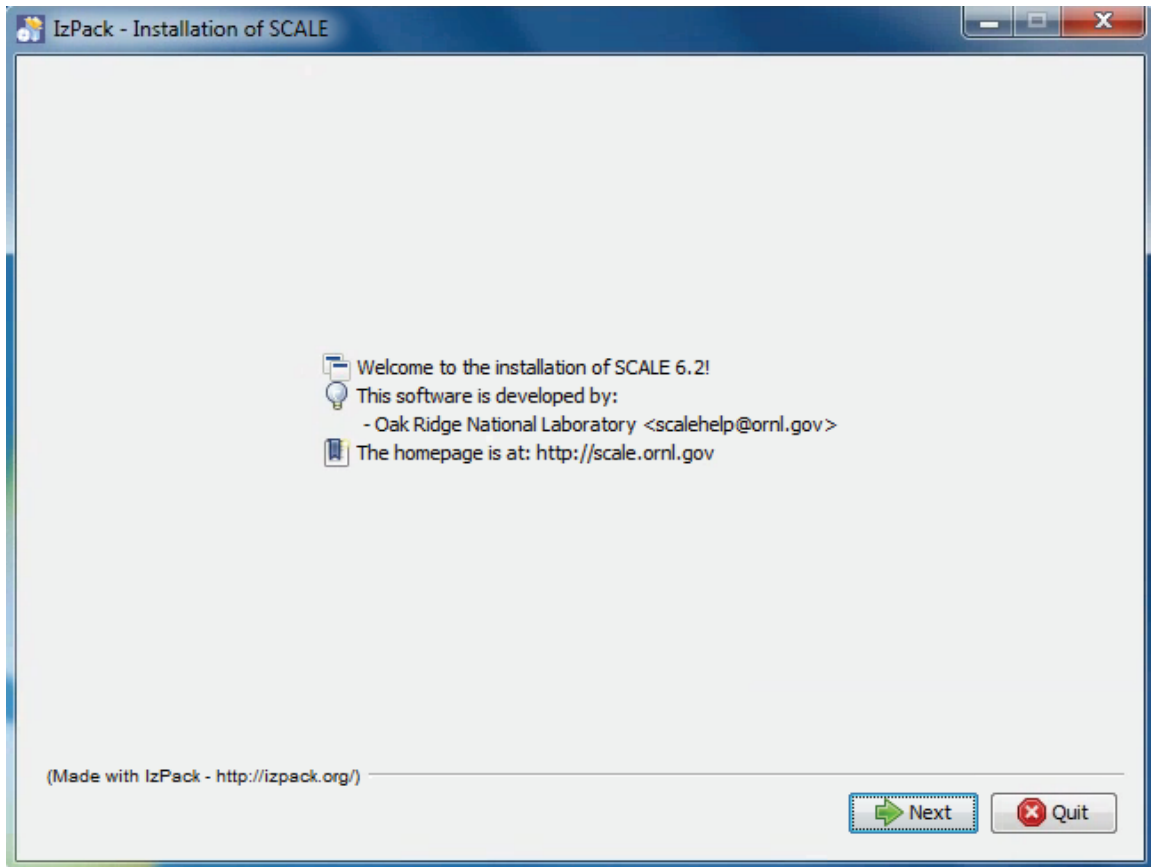 IzPack - Installation of SCALE
Welcome to the installation of SCALE 6.2!
This software is developed by:
- Oak Ridge National Laboratory <scalehelp@ornl.gov>
The homepage is at: http://scale.ornl.gov
(Made with IzPack - http://izpack.org/)
Next
Quit